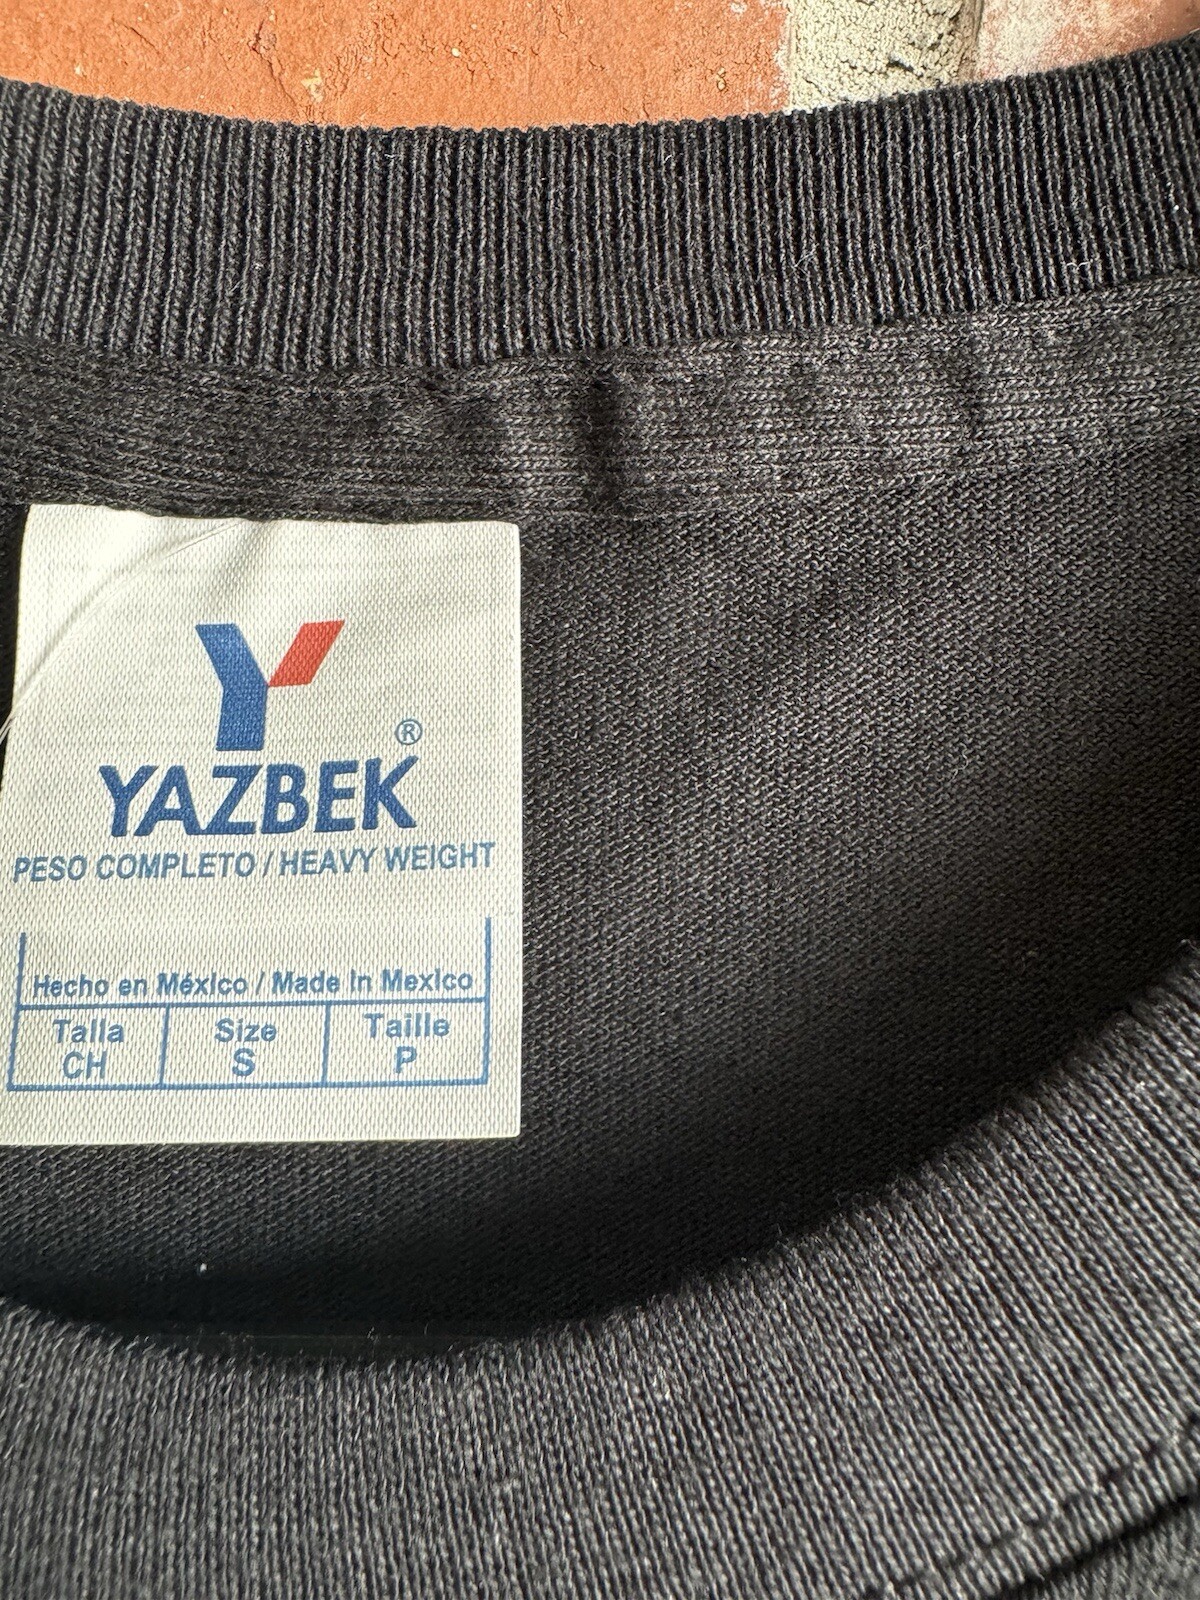 Y
®
YAZBEK
PESO COMPLETO / HEAVY WEIGHT
Hecho en México / Made In Mexico
Talla Size Taille
CH S P